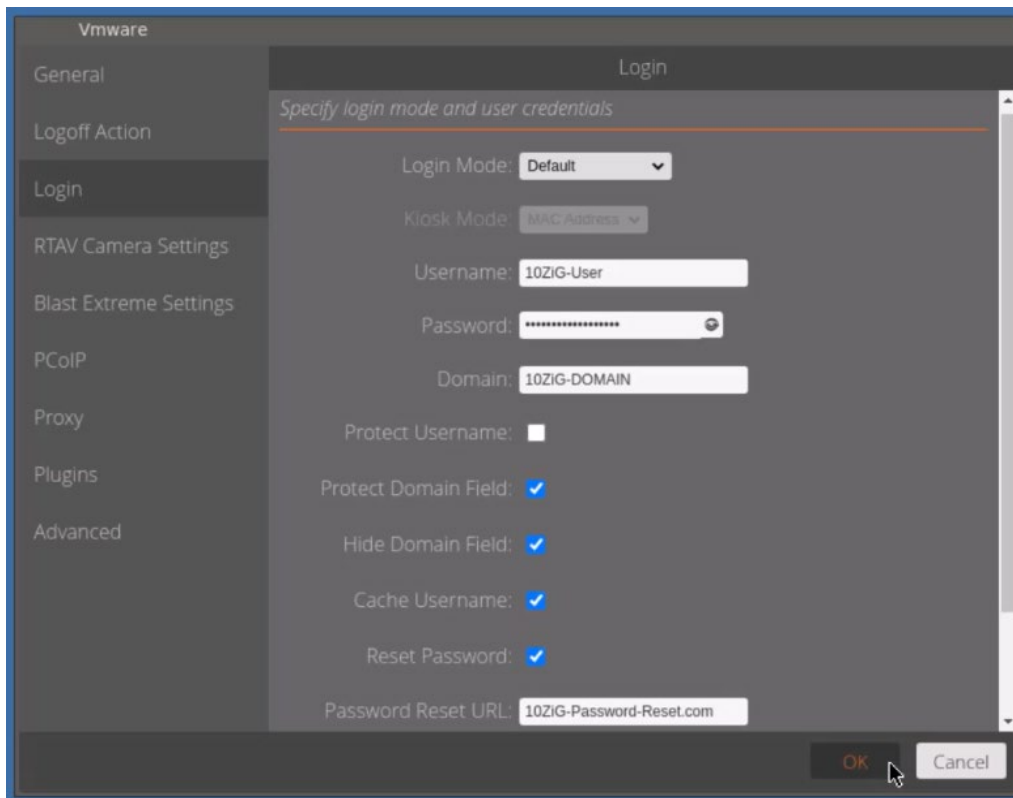 Vmware
General
Logoff Action
Login
RTAV Camera Settings
Blast Extreme Settings
PCoIP
Proxy
Plugins
Advanced
Login
Specify login mode and user credentials
Login Mode: Default
Kiosk Mode: MAC Address
Username: 10ZiG-User
Password: ••••••••••••••••••
Domain: 10ZiG-DOMAIN
Protect Username:
Protect Domain Field:
Hide Domain Field:
Cache Username:
Reset Password:
Password Reset URL: 10ZiG-Password-Reset.com
OK Cancel